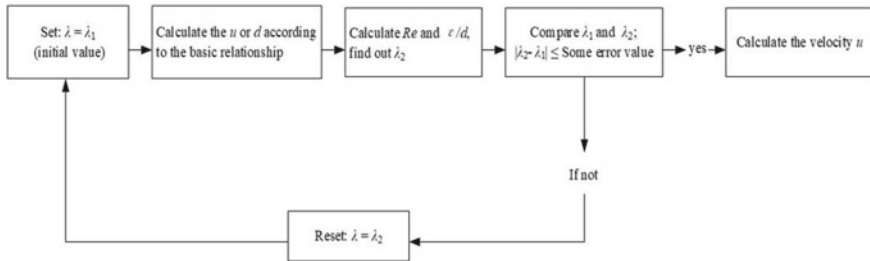 Set: λ = λ₁
(initial value)
Calculate the u or d according
to the basic relationship
Calculate Re and ε/d,
find out λ₂
Compare λ₁ and λ₂;
|λ₂- λ₁| ≤ Some error value
yes
Calculate the velocity u
If not
Reset: λ = λ₂